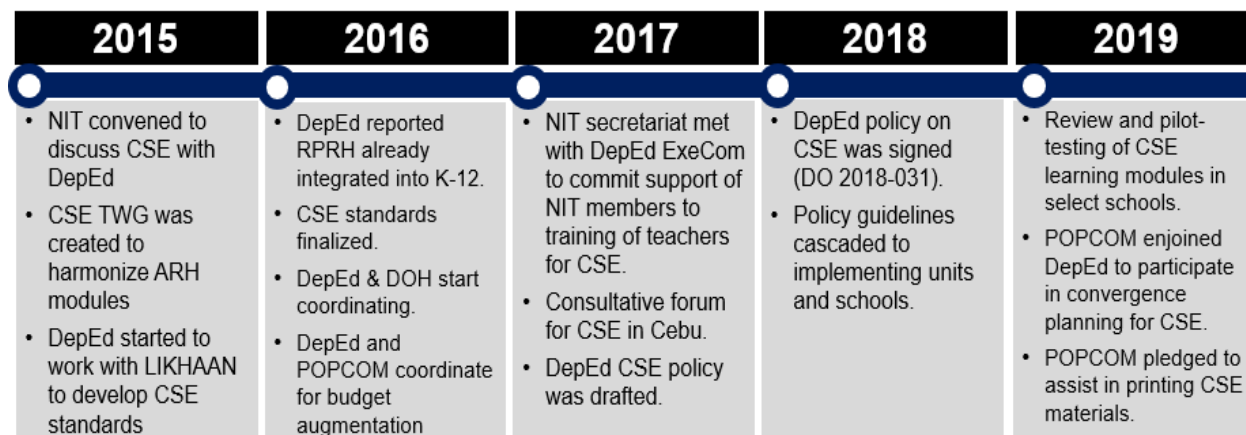 2015
• NIT convened to
discuss CSE with
DepEd
• CSE TWG was
created to
harmonize ARH
modules
• DepEd started to
work with LIKHAAN
to develop CSE
standards
2016
• DepEd reported
RPRH already
integrated into K-12.
• CSE standards
finalized.
• DepEd & DOH start
coordinating.
• DepEd and
POPCOM coordinate
for budget
augmentation
2017
• NIT secretariat met
with DepEd ExeCom
to commit support of
NIT members to
training of teachers
for CSE.
• Consultative forum
for CSE in Cebu.
• DepEd CSE policy
was drafted.
2018
• DepEd policy on
CSE was signed
(DO 2018-031).
• Policy guidelines
cascaded to
implementing units
and schools.
2019
• Review and pilot-
testing of CSE
learning modules in
select schools.
• POPCOM enjoined
DepEd to participate
in convergence
planning for CSE.
• POPCOM pledged to
assist in printing CSE
materials.